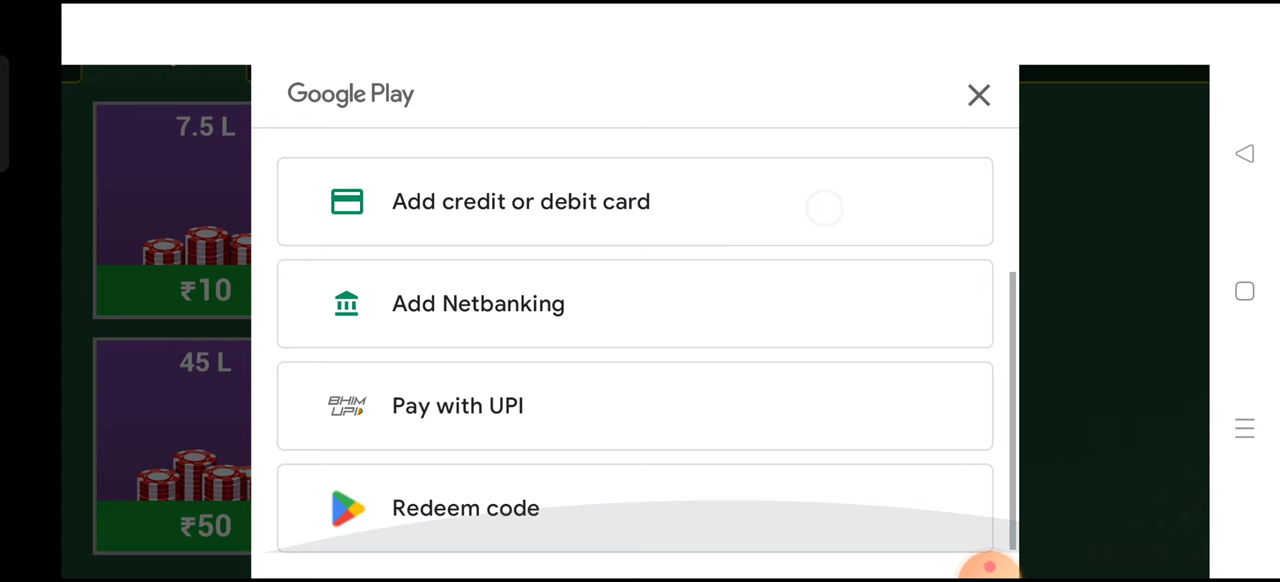 Google Play
7.5 L
₹10
45 L
₹50
Add credit or debit card
Add Netbanking
BHIM
UPI
Pay with UPI
Redeem code